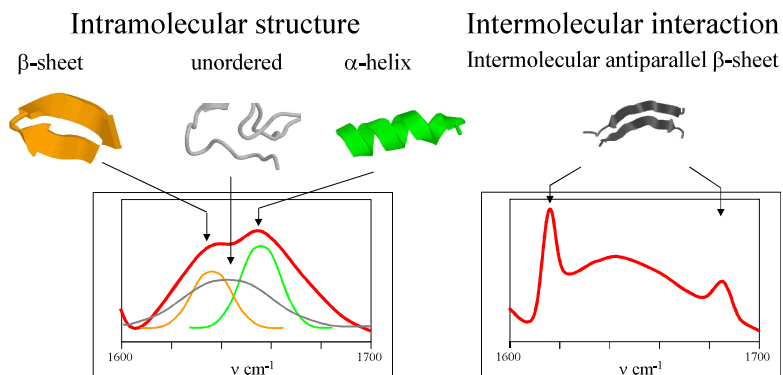 Intramolecular structure
Intermolecular interaction
β-sheet
unordered
α-helix
Intermolecular antiparallel β-sheet
1600
1700
ν cm-1
1600
1700
ν cm-1